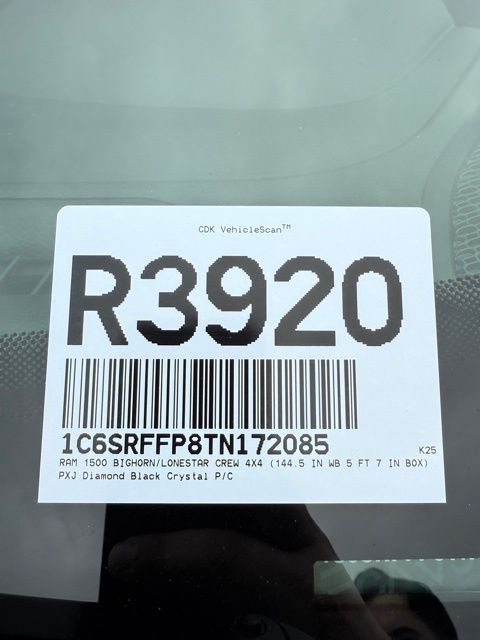 CDK VehicleScan™
R3920
1C6SRFFP8TN172085
K25
RAM 1500 BIGHORN/LONESTAR CREW 4X4 (144.5 IN WB 5 FT 7 IN BOX)
PXJ Diamond Black Crystal P/C